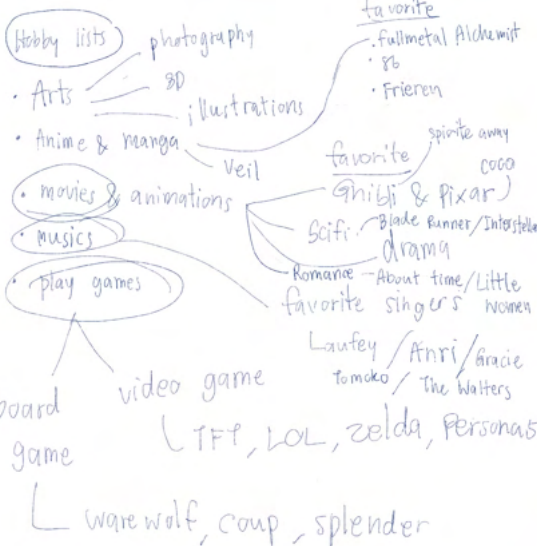 favorite
Hobby lists
photography
• fullmetal Alchemist
• 86
• Frieren
• Arts
3D
illustrations
• Anime & manga
veil
favorite
spirite away
coco
• movies & animations
Ghibli & Pixar
• musics
Scifi
Blade Runner/Interstella
drama
Romance - About time/Little women
• play games
favorite singers
Laufey / Anri / Gracie
Tomoko / The Walters
board game
video game
TFT, LOL, Zelda, Persona5
warewolf, coup, splender